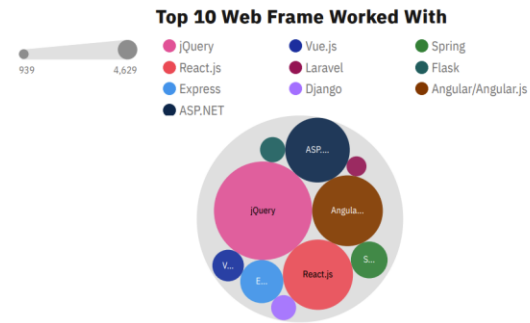 Top 10 Web Frame Worked With
939 4,629
jQuery Vue.js Spring
React.js Laravel Flask
Express Django Angular/Angular.js
ASP.NET
ASP....
jQuery Angula...
V... E... React.js S...